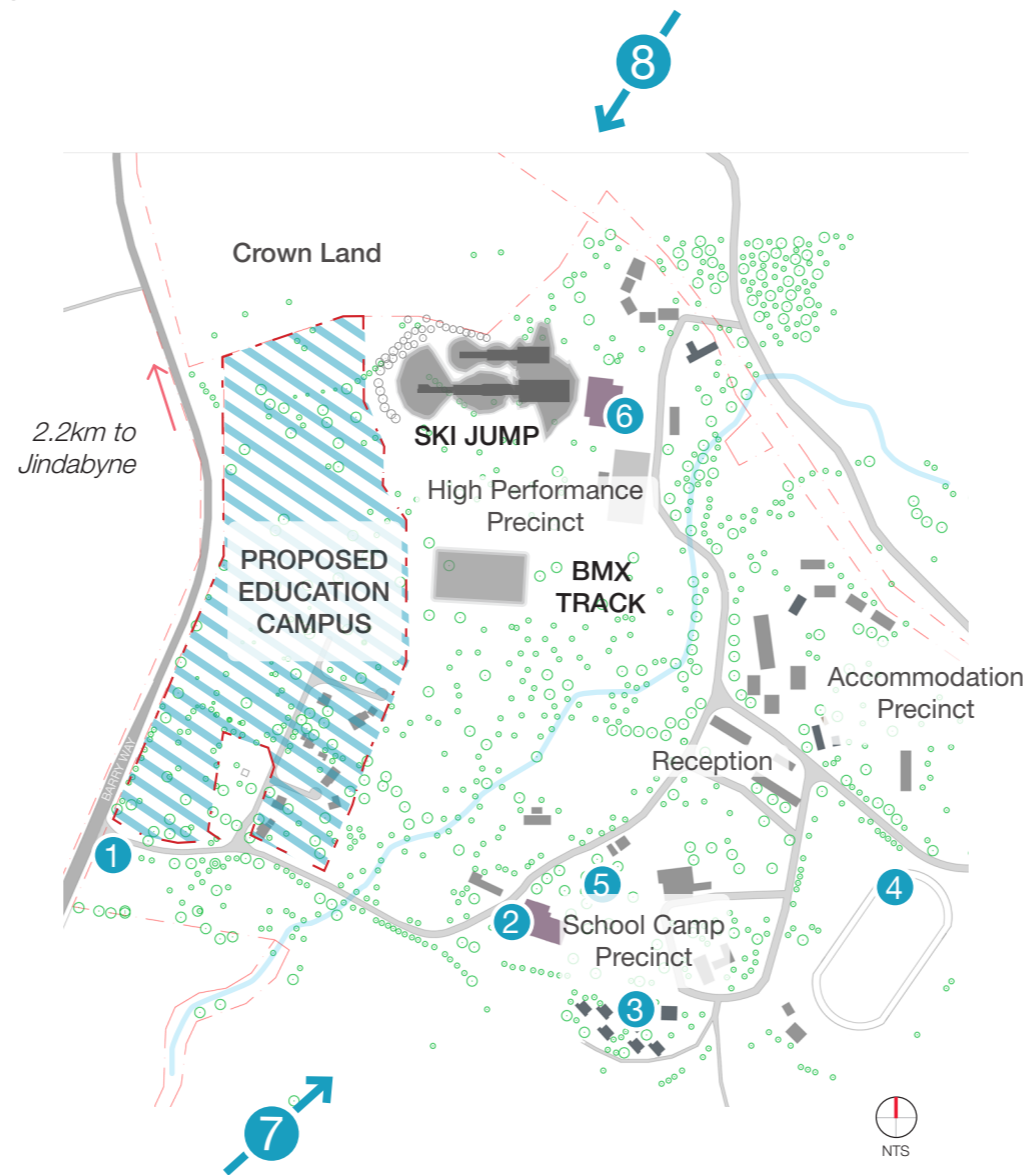 8
Crown Land
2.2km to
Jindabyne
SKI JUMP
6
High Performance
Precinct
PROPOSED
EDUCATION
CAMPUS
BMX
TRACK
Accommodation
Precinct
Reception
BARRY WAY
1
5
4
2
School Camp
Precinct
3
7
NTS